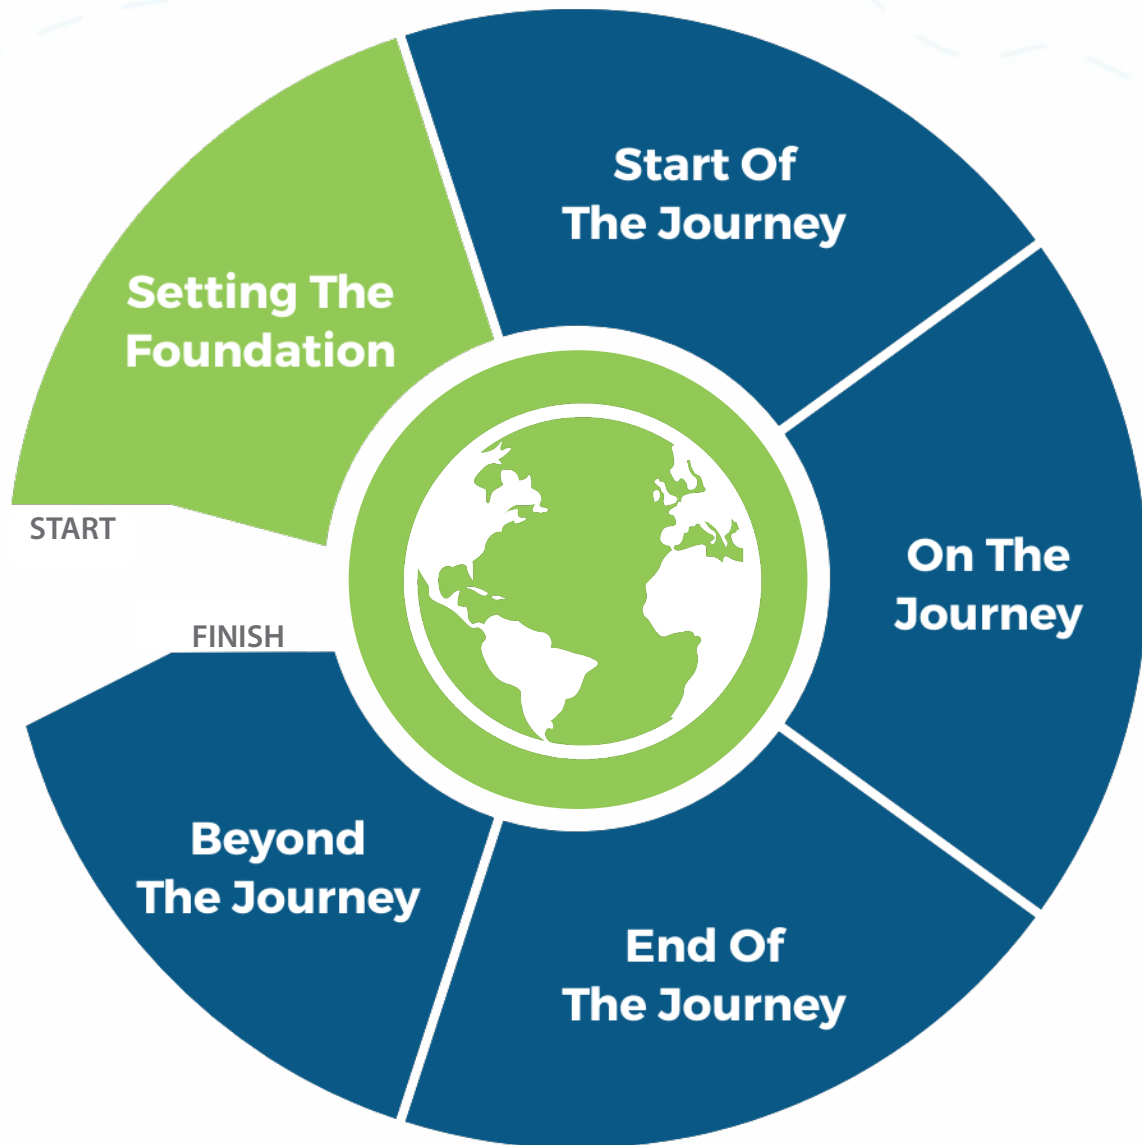 START
Setting The
Foundation
Start Of
The Journey
On The
Journey
End Of
The Journey
Beyond
The Journey
FINISH